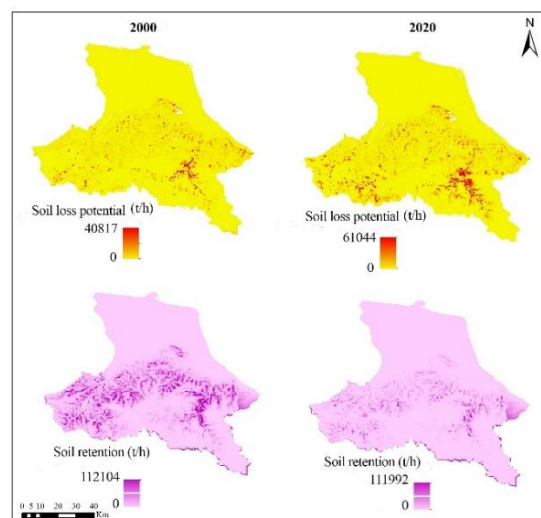 2000
2020
N
Soil loss potential (t/h)
40817
0
Soil loss potential (t/h)
61044
0
Soil retention (t/h)
112104
0
Soil retention (t/h)
111992
0
0 5 10 20 30 40
Km